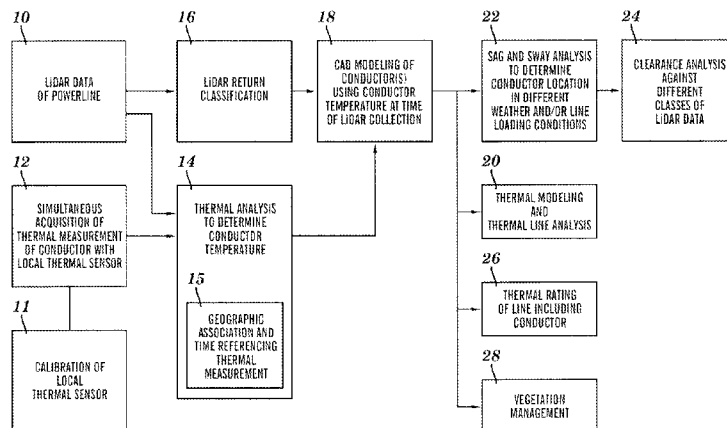 10
LiDAR DATA
OF POWERLINE
16
LiDAR RETURN
CLASSIFICATION
18
CAD MODELING OF
CONDUCTOR(S)
USING CONDUCTOR
TEMPERATURE AT TIME
OF LiDAR COLLECTION
22
SAG AND SWAY ANALYSIS
TO DETERMINE
CONDUCTOR LOCATION
IN DIFFERENT
WEATHER AND/OR LINE
LOADING CONDITIONS
24
CLEARANCE ANALYSIS
AGAINST
DIFFERENT
CLASSES OF
LiDAR DATA
12
SIMULTANEOUS
ACQUISITION OF
THERMAL MEASUREMENT
OF CONDUCTOR WITH
LOCAL THERMAL SENSOR
14
THERMAL ANALYSIS
TO DETERMINE
CONDUCTOR
TEMPERATURE
15
GEOGRAPHIC
ASSOCIATION AND
TIME REFERENCING
THERMAL
MEASUREMENT
20
THERMAL MODELING
AND
THERMAL LINE ANALYSIS
11
CALIBRATION OF
LOCAL
THERMAL SENSOR
26
THERMAL RATING
OF LINE INCLUDING
CONDUCTOR
28
VEGETATION
MANAGEMENT